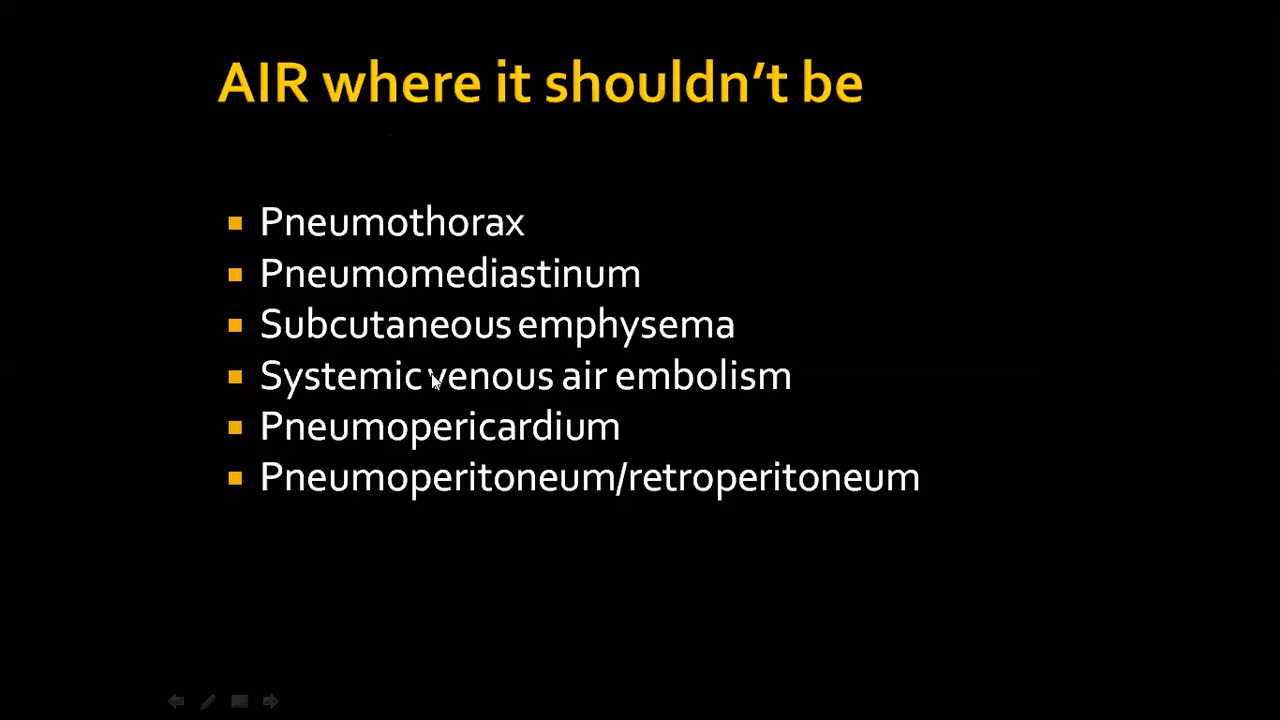 AIR where it shouldn't be
Pneumothorax
Pneumomediastinum
Subcutaneous emphysema
Systemic venous air embolism
Pneumopericardium
Pneumoperitoneum/retroperitoneum